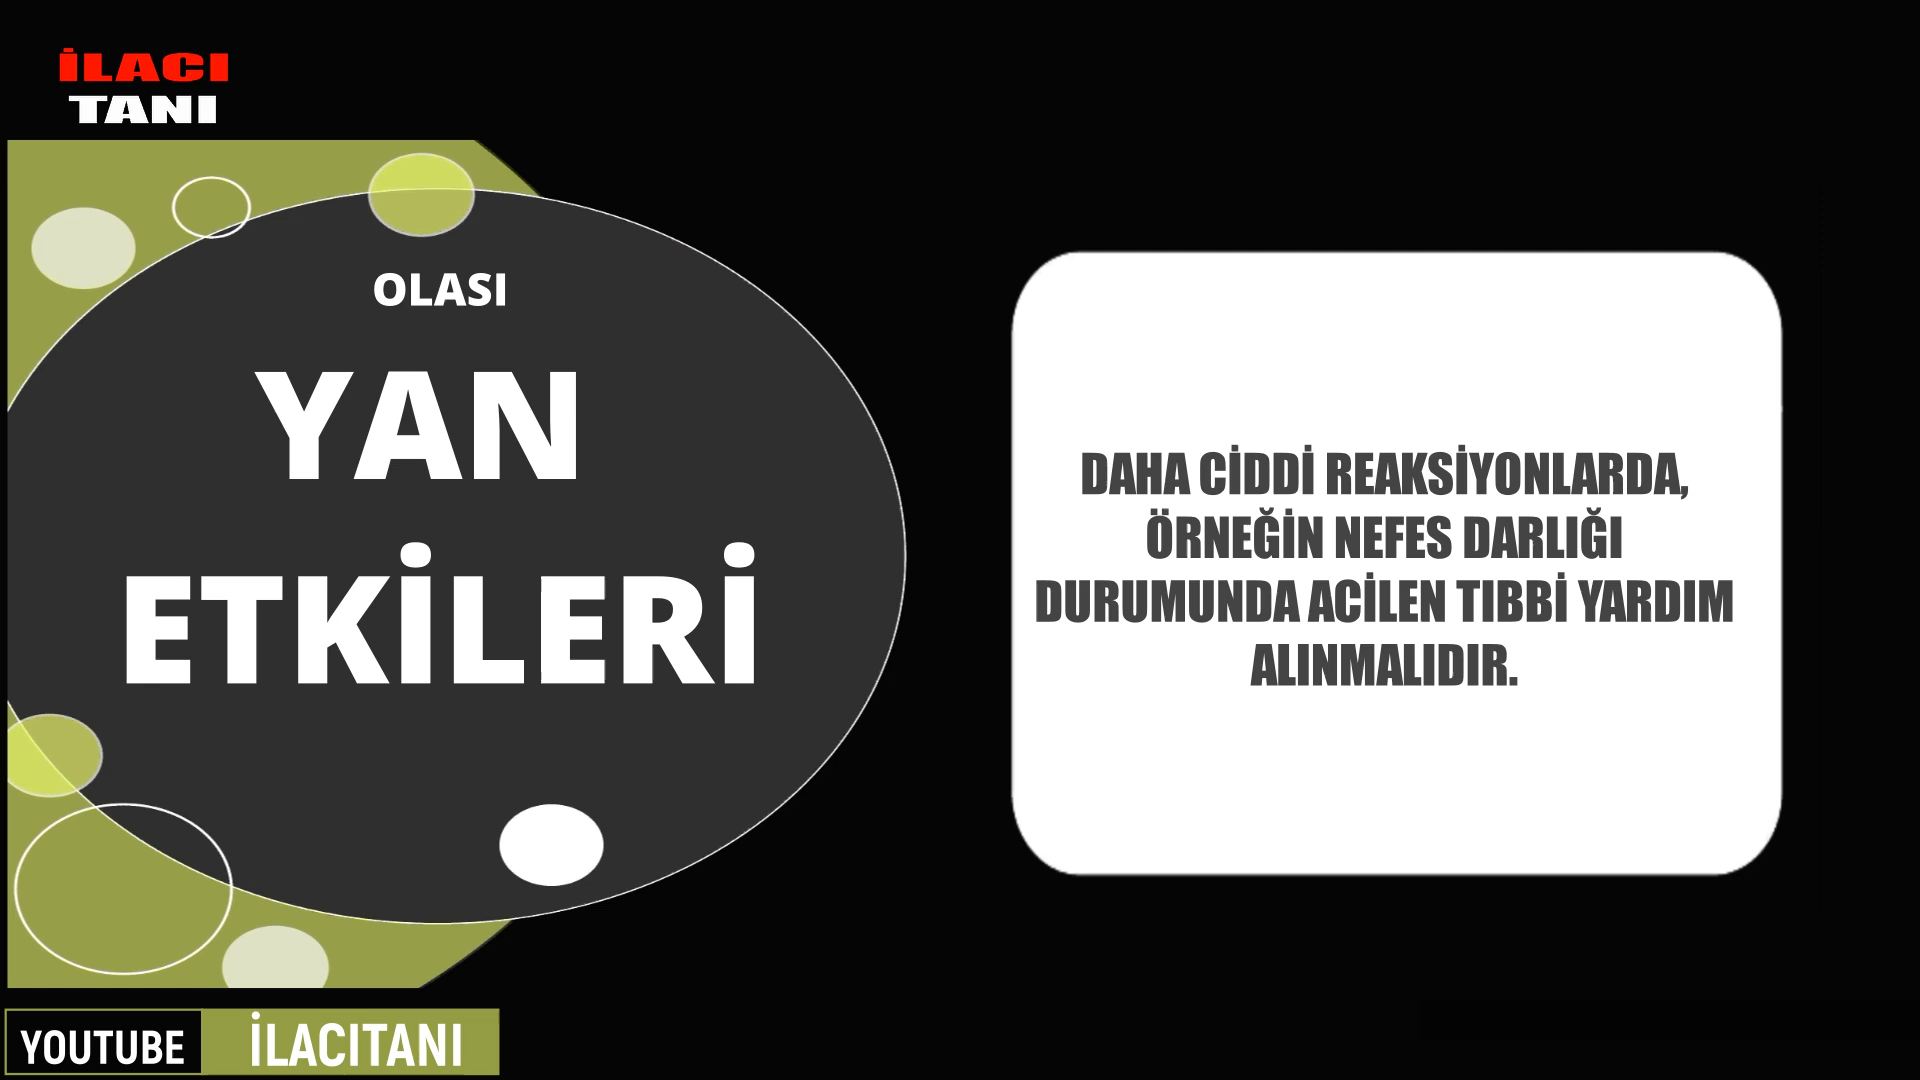 İLACI
TANI
OLASI
YAN
ETKİLERİ
DAHA CİDDİ REAKSİYONLARDA,
ÖRNEĞİN NEFES DARLIĞI
DURUMUNDA ACİLEN TIBBİ YARDIM
ALINMALIDIR.
YOUTUBE İLACITANI